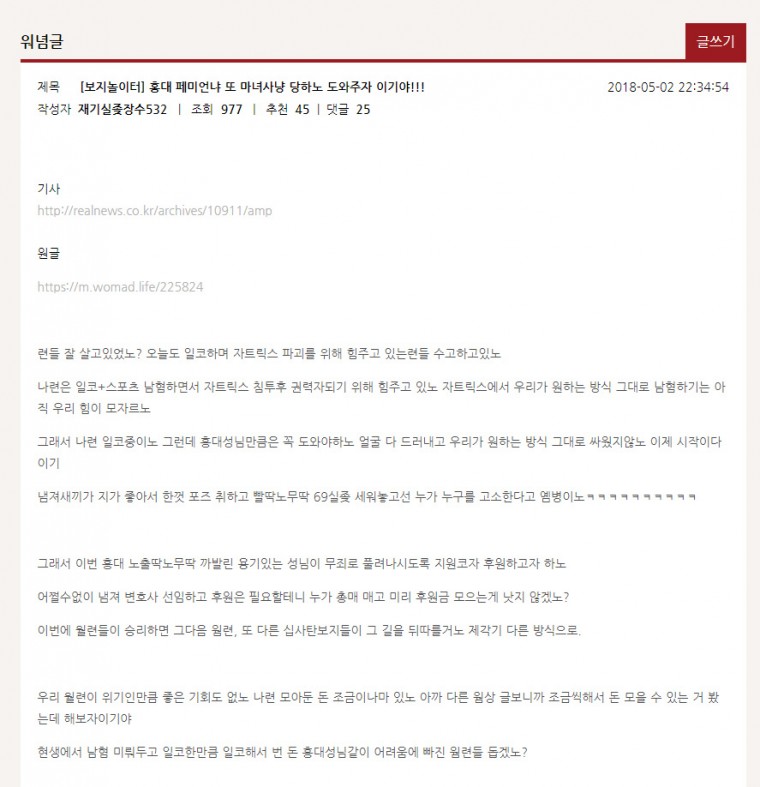 워념글
글쓰기
제목 [보지놀이터] 홍대 페미언냐 또 마녀사냥 당하노 도와주자 이기야!!! 2018-05-02 22:34:54
작성자 재기실좆장수532 | 조회 977 | 추천 45 | 댓글 25
기사
http://realnews.co.kr/archives/10911/amp
원글
https://m.womad.life/225824
련들 잘 살고있었노? 오늘도 일코하며 자트릭스 파괴를 위해 힘주고 있는련들 수고하고있노
나련은 일코+스포츠 남혐하면서 자트릭스 침투후 권력자되기 위해 힘주고 있노 자트릭스에서 우리가 원하는 방식 그대로 남혐하기는 아
직 우리 힘이 모자르노
그래서 나련 일코중이노 그런데 홍대성님만큼은 꼭 도와야하노 얼굴 다 드러내고 우리가 원하는 방식 그대로 싸웠지않노 이제 시작이다
이기
냄져새끼가 지가 좋아서 한껏 포즈 취하고 빨딱노무딱 69실좆 세워놓고선 누가 누구를 고소한다고 옘병이노ㅋㅋㅋㅋㅋㅋㅋㅋㅋㅋ
그래서 이번 홍대 노출딱노무딱 까발린 용기있는 성님이 무죄로 풀려나시도록 지원코자 후원하고자 하노
어쩔수없이 냄져 변호사 선임하고 후원은 필요할테니 누가 총매 매고 미리 후원금 모으는게 낫지 않겠노?
이번에 월련들이 승리하면 그다음 월련, 또 다른 십사탄보지들이 그 길을 뒤따를거노 제각기 다른 방식으로.
우리 월련이 위기인만큼 좋은 기회도 없노 나련 모아둔 돈 조금이나마 있노 아까 다른 월상 글보니까 조금씩해서 돈 모을 수 있는 거 봤
는데 해보자이기야
현생에서 남혐 미뤄두고 일코한만큼 일코해서 번 돈 홍대성님같이 어려움에 빠진 월련들 돕겠노?